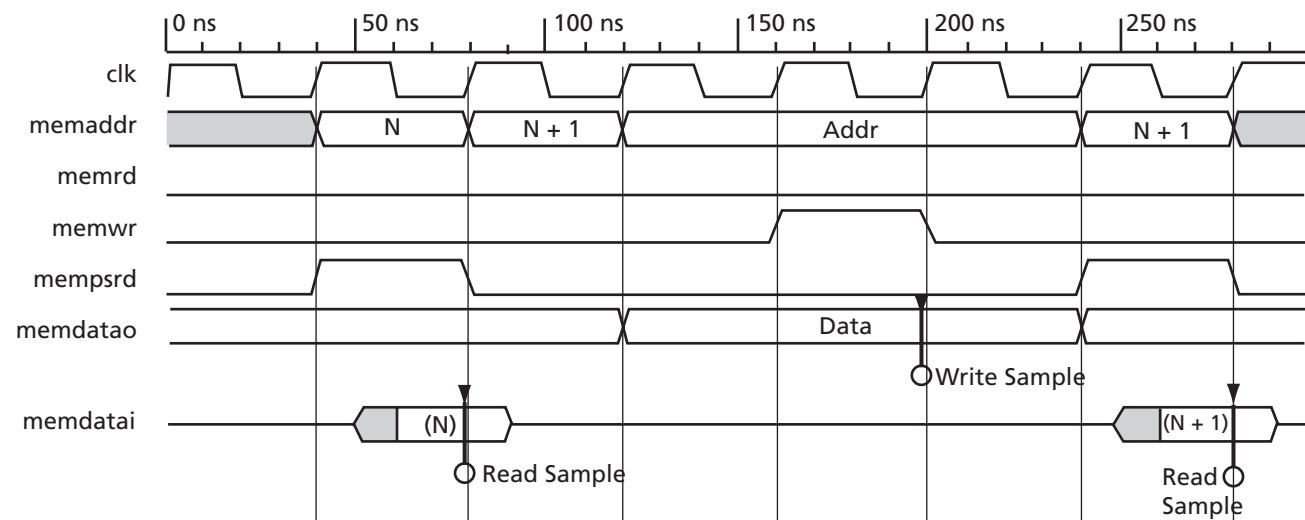 0 ns 50 ns 100 ns 150 ns 200 ns 250 ns
clk
memaddr N N + 1 Addr N + 1
memrd
memwr
mempsrd
memdatao Data
Write Sample
memdatai (N) (N + 1)
Read Sample Read
Sample